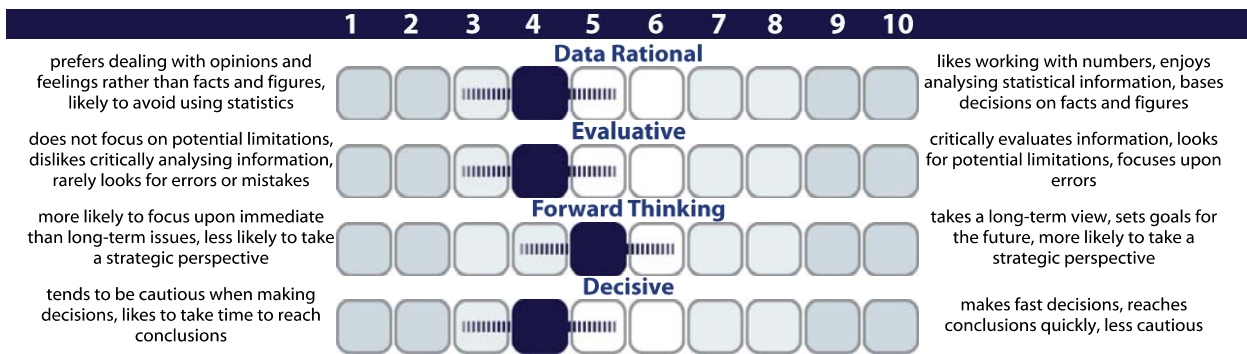 1 2 3 4 5 6 7 8 9 10
Data Rational
prefers dealing with opinions and
feelings rather than facts and figures,
likely to avoid using statistics
likes working with numbers, enjoys
analysing statistical information, bases
decisions on facts and figures
Evaluative
does not focus on potential limitations,
dislikes critically analysing information,
rarely looks for errors or mistakes
critically evaluates information, looks
for potential limitations, focuses upon
errors
Forward Thinking
more likely to focus upon immediate
than long-term issues, less likely to take
a strategic perspective
takes a long-term view, sets goals for
the future, more likely to take a
strategic perspective
Decisive
tends to be cautious when making
decisions, likes to take time to reach
conclusions
makes fast decisions, reaches
conclusions quickly, less cautious